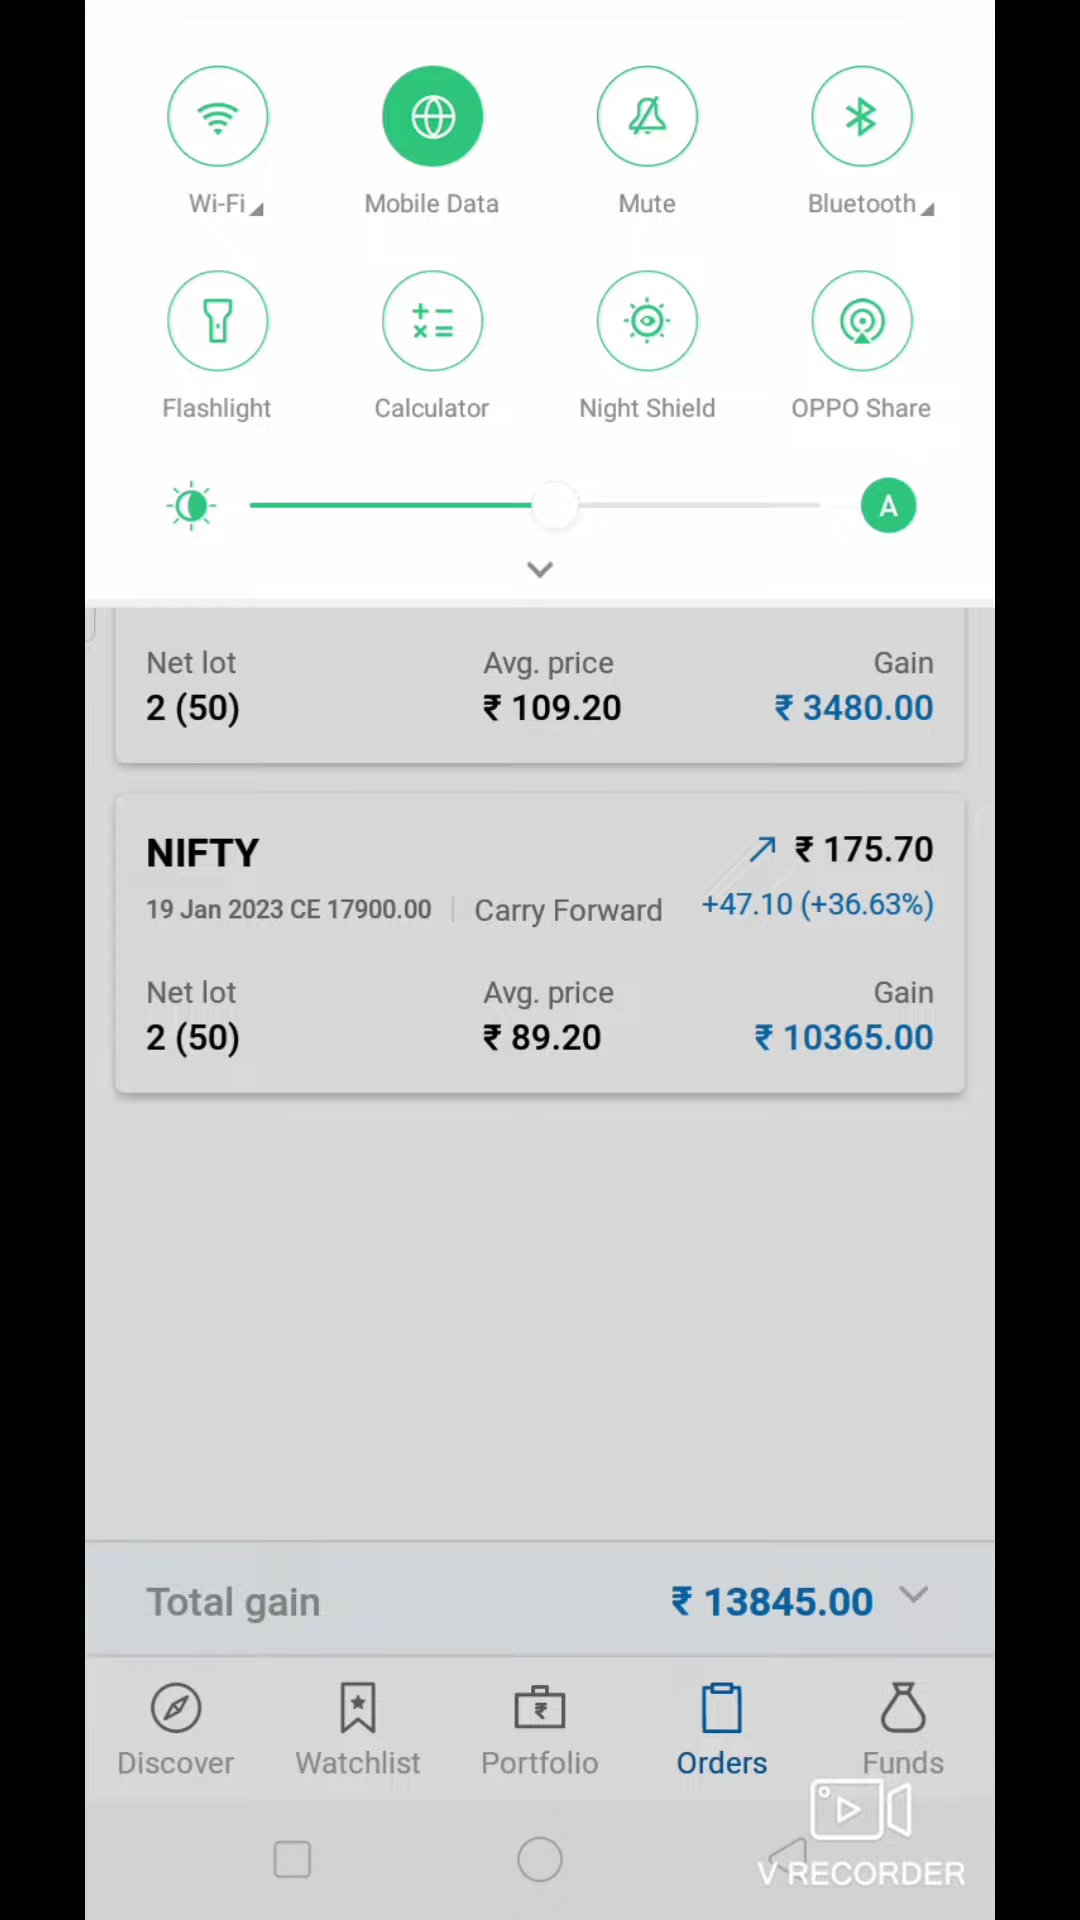 Wi-Fi Mobile Data Mute Bluetooth
Flashlight Calculator Night Shield OPPO Share
A
Net lot Avg. price Gain
2 (50) ₹ 109.20 ₹ 3480.00
NIFTY ₹ 175.70
19 Jan 2023 CE 17900.00 Carry Forward +47.10 (+36.63%)
Net lot Avg. price Gain
2 (50) ₹ 89.20 ₹ 10365.00
Total gain ₹ 13845.00
Discover Watchlist Portfolio Orders Funds
V RECORDER